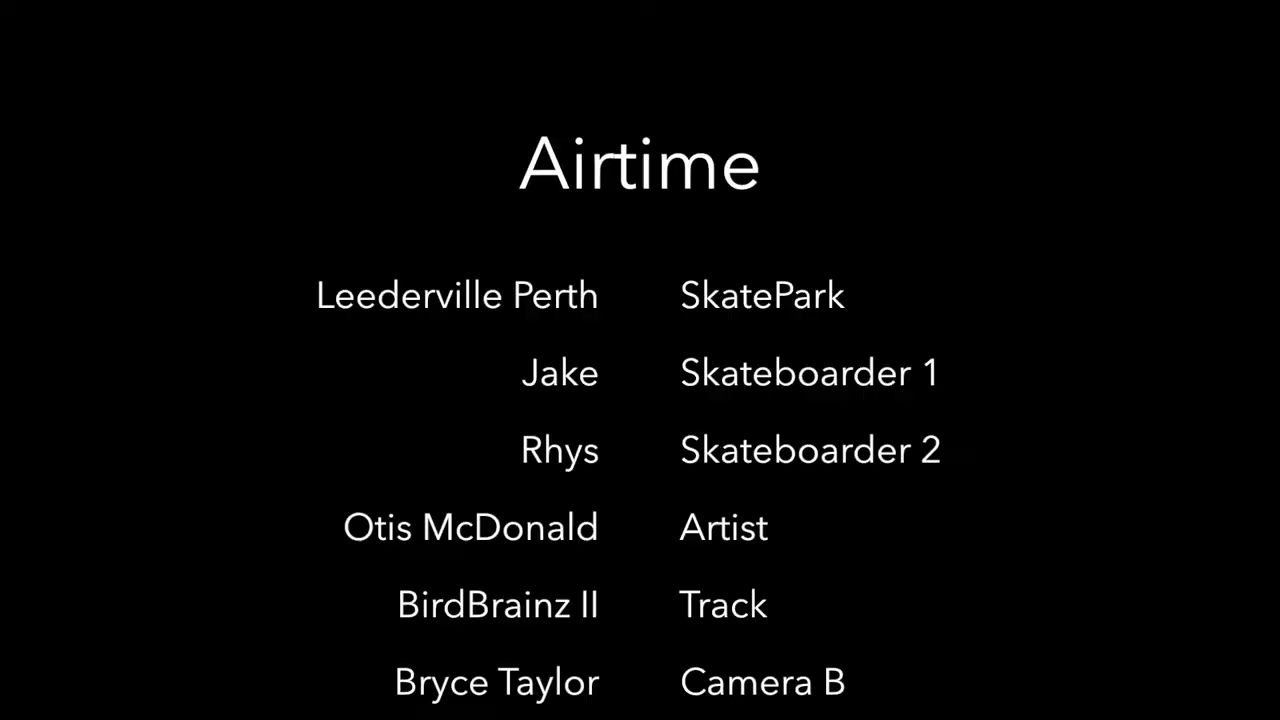 Airtime
Leederville Perth SkatePark
Jake Skateboarder 1
Rhys Skateboarder 2
Otis McDonald Artist
BirdBrainz II Track
Bryce Taylor Camera B